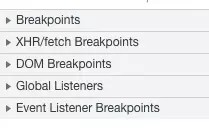 Breakpoints
XHR/fetch Breakpoints
DOM Breakpoints
Global Listeners
Event Listener Breakpoints